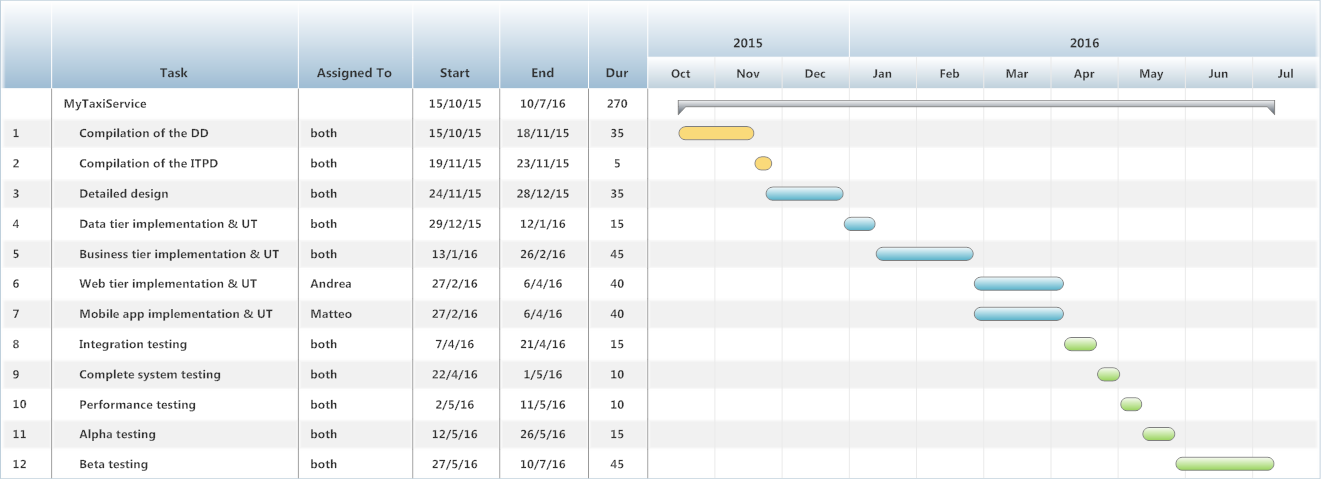 2015 2016
Task Assigned To Start End Dur Oct Nov Dec Jan Feb Mar Apr May Jun Jul
MyTaxiService 15/10/15 10/7/16 270
1 Compilation of the DD both 15/10/15 18/11/15 35
2 Compilation of the ITPD both 19/11/15 23/11/15 5
3 Detailed design both 24/11/15 28/12/15 35
4 Data tier implementation & UT both 29/12/15 12/1/16 15
5 Business tier implementation & UT both 13/1/16 26/2/16 45
6 Web tier implementation & UT Andrea 27/2/16 6/4/16 40
7 Mobile app implementation & UT Matteo 27/2/16 6/4/16 40
8 Integration testing both 7/4/16 21/4/16 15
9 Complete system testing both 22/4/16 1/5/16 10
10 Performance testing both 2/5/16 11/5/16 10
11 Alpha testing both 12/5/16 26/5/16 15
12 Beta testing both 27/5/16 10/7/16 45